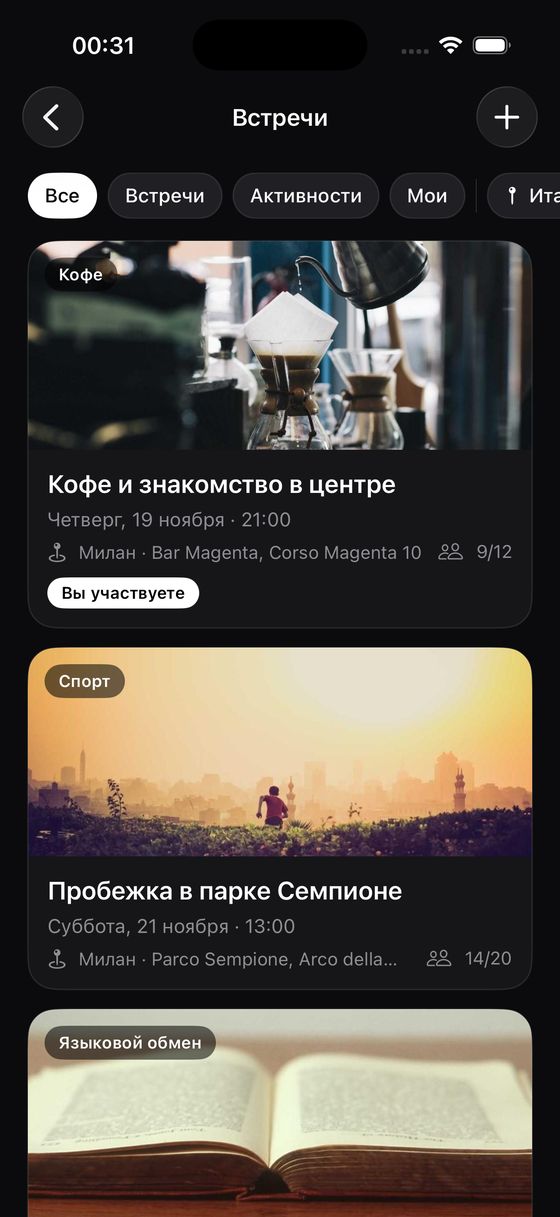 00:31
Встречи
Все
Встречи
Активности
Мои
Ита
Кофе
Кофе и знакомство в центре
Четверг, 19 ноября · 21:00
Милан · Bar Magenta, Corso Magenta 10
9/12
Вы участвуете
Спорт
Пробежка в парке Семпионе
Суббота, 21 ноября · 13:00
Милан · Parco Sempione, Arco della...
14/20
Языковой обмен